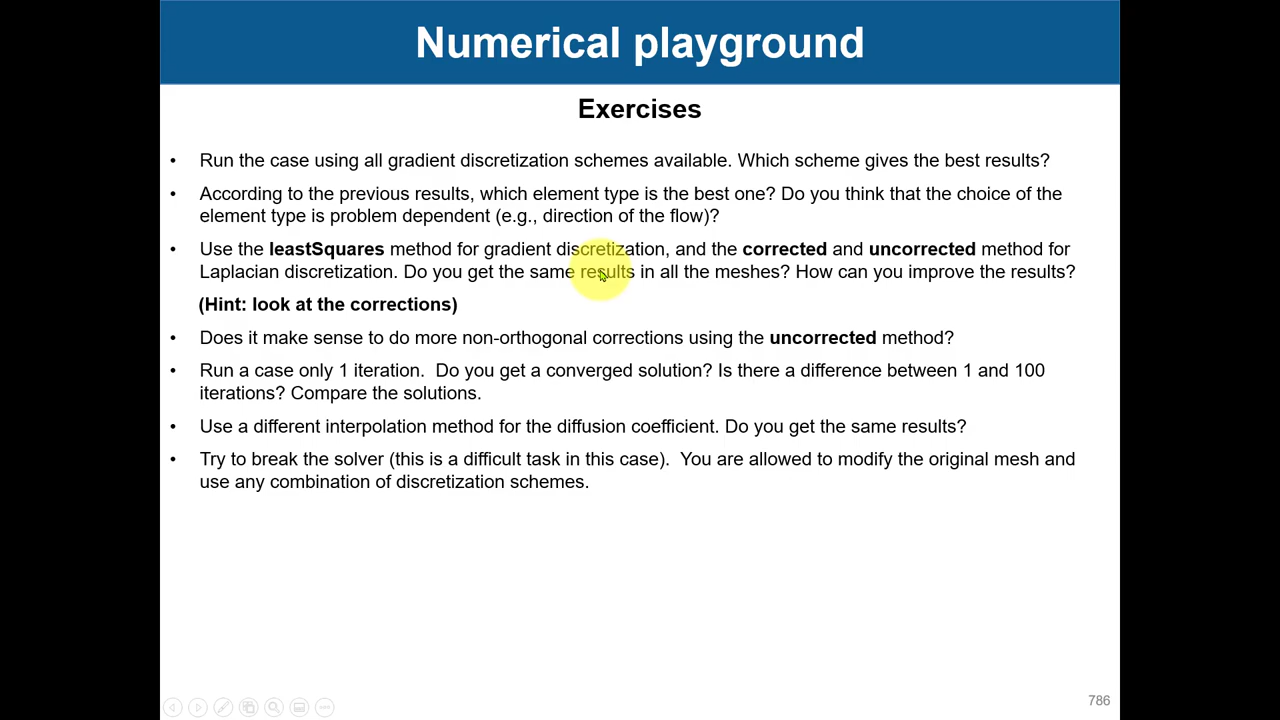 Numerical playground
Exercises
• Run the case using all gradient discretization schemes available. Which scheme gives the best results?
• According to the previous results, which element type is the best one? Do you think that the choice of the
element type is problem dependent (e.g., direction of the flow)?
• Use the leastSquares method for gradient discretization, and the corrected and uncorrected method for
Laplacian discretization. Do you get the same results in all the meshes? How can you improve the results?
(Hint: look at the corrections)
• Does it make sense to do more non-orthogonal corrections using the uncorrected method?
• Run a case only 1 iteration.  Do you get a converged solution? Is there a difference between 1 and 100
iterations? Compare the solutions.
• Use a different interpolation method for the diffusion coefficient. Do you get the same results?
• Try to break the solver (this is a difficult task in this case).  You are allowed to modify the original mesh and
use any combination of discretization schemes.
786